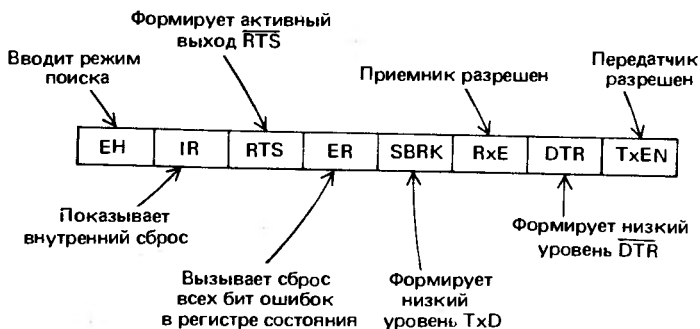 Формирует активный
выход RTS
Вводит режим
поиска
Приемник разрешен
Передатчик
разрешен
EH IR RTS ER SBRK RxE DTR TxEN
Показывает
внутренний сброс
Вызывает сброс
всех бит ошибок
в регистре состояния
Формирует
низкий
уровень TxD
Формирует низкий
уровень DTR